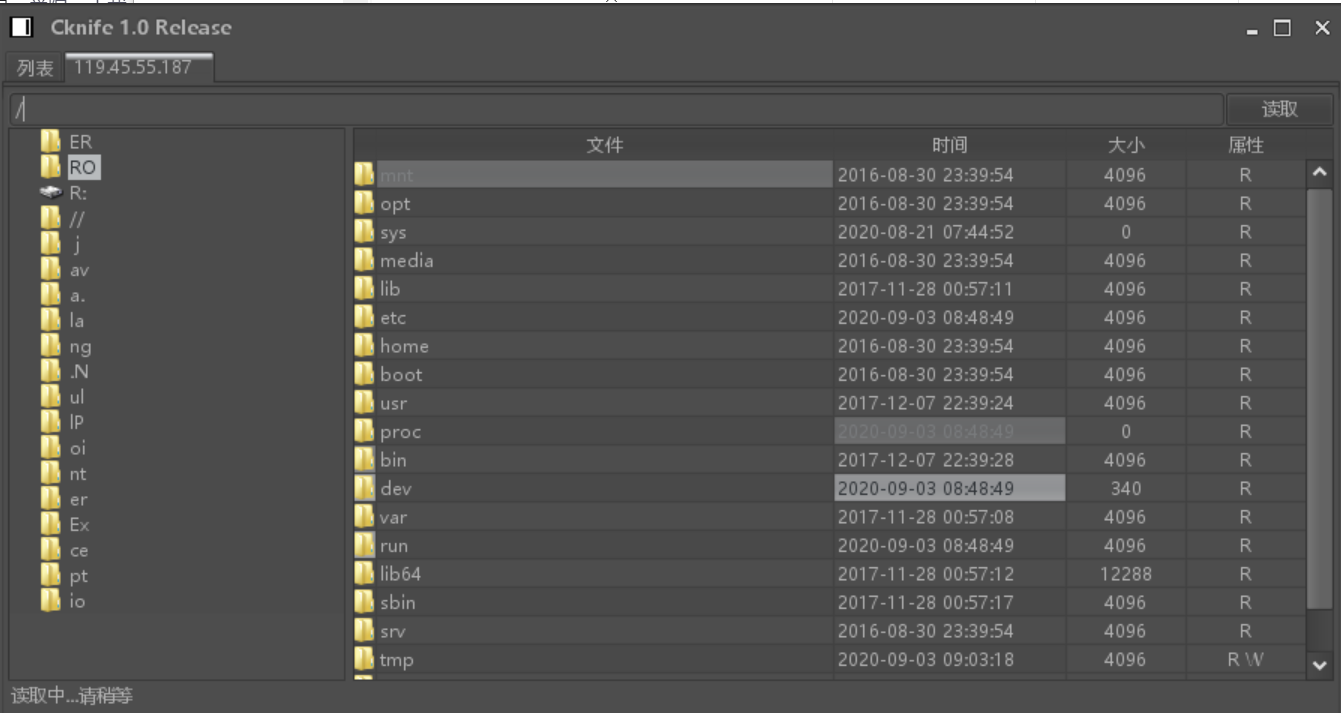 Cknife 1.0 Release
列表 119.45.55.187
/ 读取
ER
RO
R:
//
j
av
a.
la
ng
.N
ul
lP
oi
nt
er
Ex
ce
pt
io
文件 时间 大小 属性
mnt 2016-08-30 23:39:54 4096 R
opt 2016-08-30 23:39:54 4096 R
sys 2020-08-21 07:44:52 0 R
media 2016-08-30 23:39:54 4096 R
lib 2017-11-28 00:57:11 4096 R
etc 2020-09-03 08:48:49 4096 R
home 2016-08-30 23:39:54 4096 R
boot 2016-08-30 23:39:54 4096 R
usr 2017-12-07 22:39:24 4096 R
proc 2020-09-03 08:48:49 0 R
bin 2017-12-07 22:39:28 4096 R
dev 2020-09-03 08:48:49 340 R
var 2017-11-28 00:57:08 4096 R
run 2020-09-03 08:48:49 4096 R
lib64 2017-11-28 00:57:12 12288 R
sbin 2017-11-28 00:57:17 4096 R
srv 2016-08-30 23:39:54 4096 R
tmp 2020-09-03 09:03:18 4096 R W
读取中...请稍等